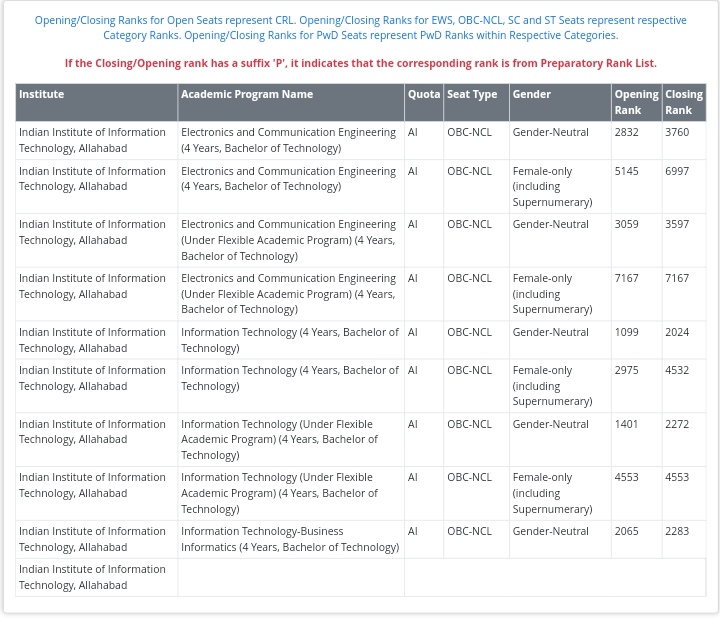 Opening/Closing Ranks for Open Seats represent CRL. Opening/Closing Ranks for EWS, OBC-NCL, SC and ST Seats represent respective
Category Ranks. Opening/Closing Ranks for PwD Seats represent PwD Ranks within Respective Categories.
If the Closing/Opening rank has a suffix 'P', it indicates that the corresponding rank is from Preparatory Rank List.
Institute Academic Program Name Quota Seat Type Gender Opening Closing
Rank Rank
Indian Institute of Information Electronics and Communication Engineering AI OBC-NCL Gender-Neutral 2832 3760
Technology, Allahabad (4 Years, Bachelor of Technology)
Indian Institute of Information Electronics and Communication Engineering AI OBC-NCL Female-only 5145 6997
Technology, Allahabad (4 Years, Bachelor of Technology) (including
Supernumerary)
Indian Institute of Information Electronics and Communication Engineering AI OBC-NCL Gender-Neutral 3059 3597
Technology, Allahabad (Under Flexible Academic Program) (4 Years,
Bachelor of Technology)
Indian Institute of Information Electronics and Communication Engineering AI OBC-NCL Female-only 7167 7167
Technology, Allahabad (Under Flexible Academic Program) (4 Years, (including
Bachelor of Technology) Supernumerary)
Indian Institute of Information Information Technology (4 Years, Bachelor of AI OBC-NCL Gender-Neutral 1099 2024
Technology, Allahabad Technology)
Indian Institute of Information Information Technology (4 Years, Bachelor of AI OBC-NCL Female-only 2975 4532
Technology, Allahabad Technology) (including
Supernumerary)
Indian Institute of Information Information Technology (Under Flexible AI OBC-NCL Gender-Neutral 1401 2272
Technology, Allahabad Academic Program) (4 Years, Bachelor of
Technology)
Indian Institute of Information Information Technology (Under Flexible AI OBC-NCL Female-only 4553 4553
Technology, Allahabad Academic Program) (4 Years, Bachelor of (including
Technology) Supernumerary)
Indian Institute of Information Information Technology-Business AI OBC-NCL Gender-Neutral 2065 2283
Technology, Allahabad Informatics (4 Years, Bachelor of Technology)
Indian Institute of Information
Technology, Allahabad